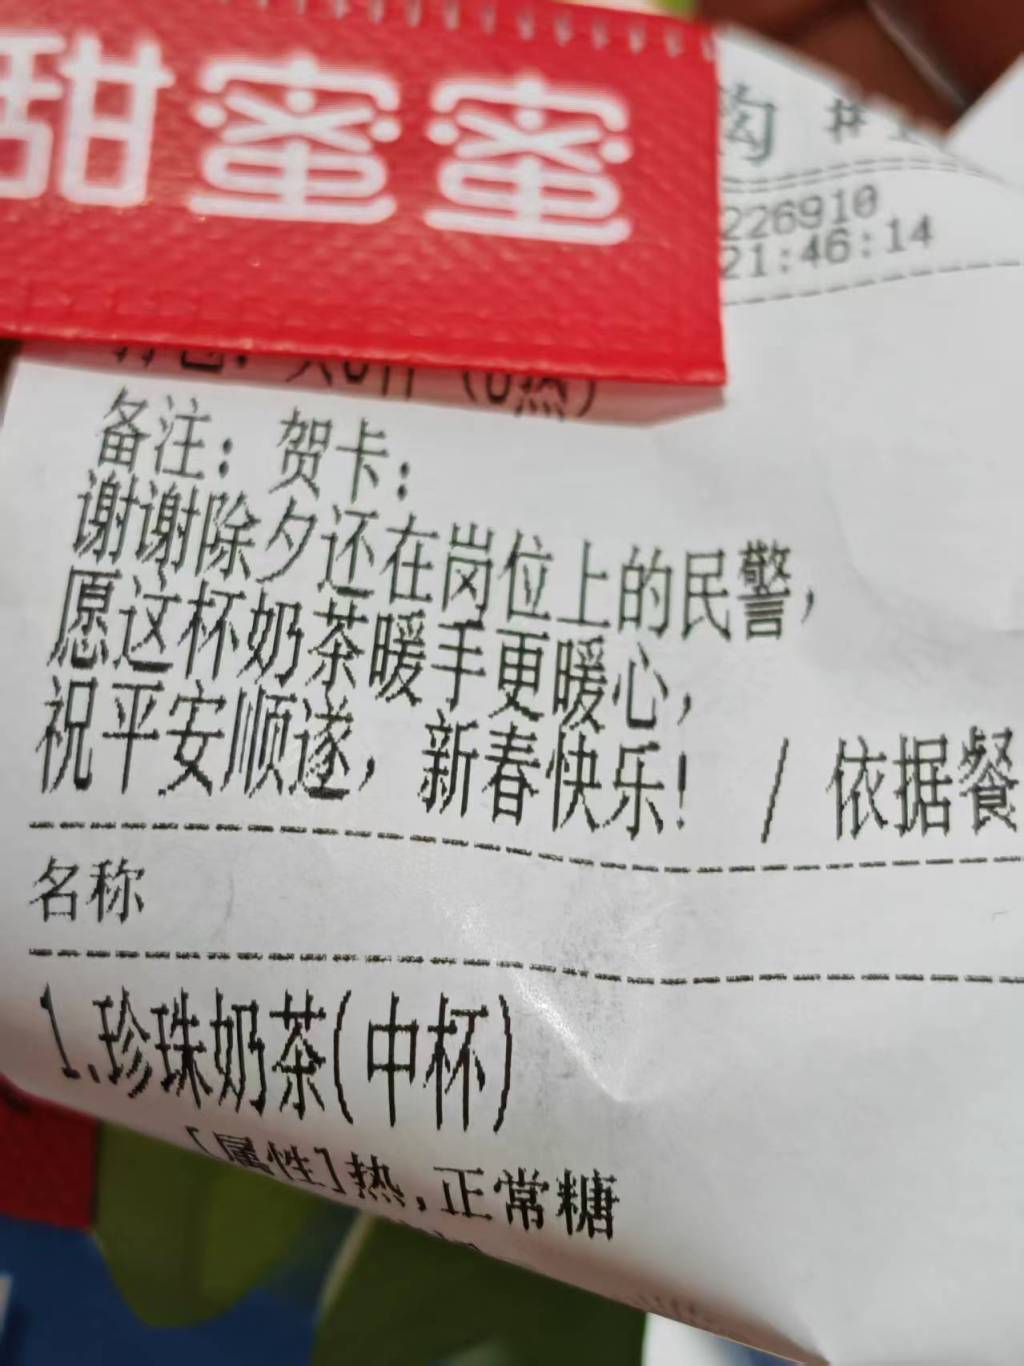 甜蜜蜜
226910
21:46:14
备注: 贺卡:
谢谢除夕还在岗位上的民警,
愿这杯奶茶暖手更暖心,
祝平安顺遂, 新春快乐! / 依据餐
名称
1.珍珠奶茶(中杯)
[属性]热,正常糖